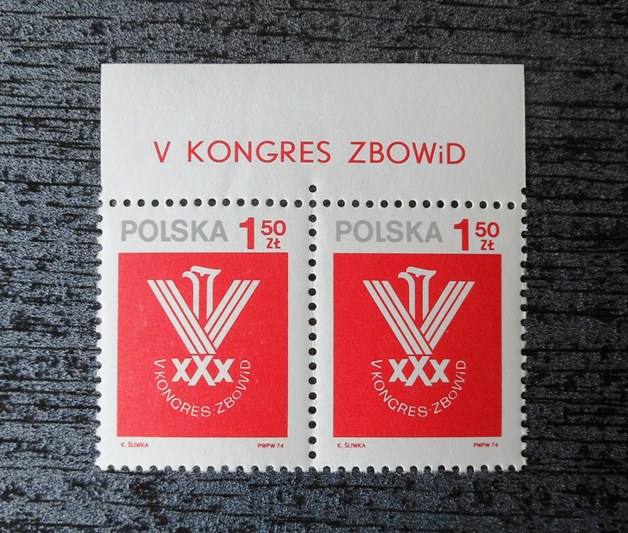 V KONGRES ZBOWiD
POLSKA 1 50 ZŁ
XXX
V KONGRES·ZBOWiD
K. ŚLIWKA PWPW 74
POLSKA 1 50 ZŁ
XXX
V KONGRES·ZBOWiD
K. ŚLIWKA PWPW 74